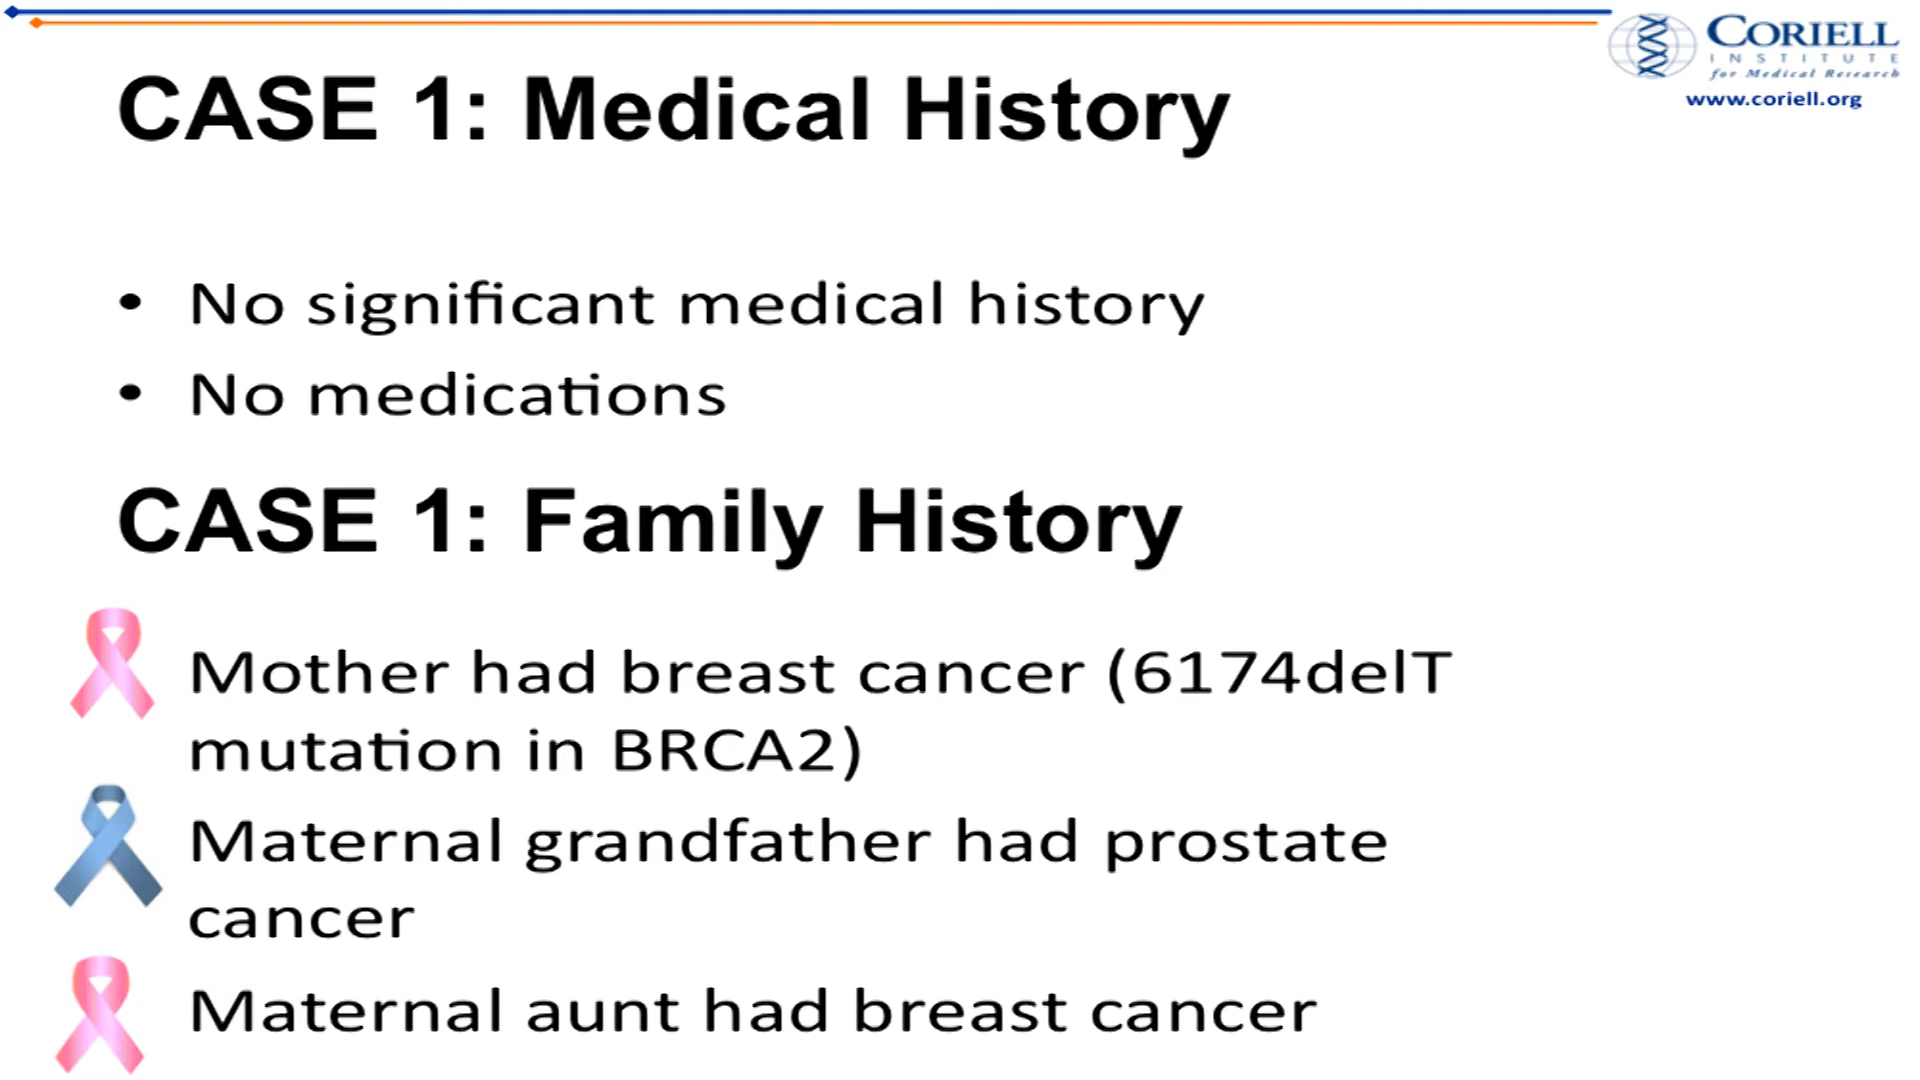 CORIELL
INSTITUTE
for Medical Research
www.coriell.org
CASE 1: Medical History
• No significant medical history
• No medications
CASE 1: Family History
Mother had breast cancer (6174delT
mutation in BRCA2)
Maternal grandfather had prostate
cancer
Maternal aunt had breast cancer